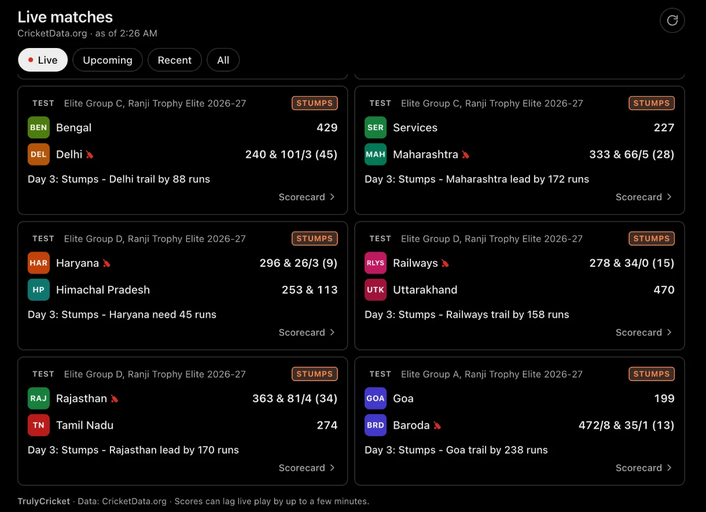 Live matches
CricketData.org · as of 2:26 AM
Live
Upcoming
Recent
All
TEST Elite Group C, Ranji Trophy Elite 2026-27 STUMPS
BEN Bengal 429
DEL Delhi 240 & 101/3 (45)
Day 3: Stumps - Delhi trail by 88 runs
Scorecard
TEST Elite Group C, Ranji Trophy Elite 2026-27 STUMPS
SER Services 227
MAH Maharashtra 333 & 66/5 (28)
Day 3: Stumps - Maharashtra lead by 172 runs
Scorecard
TEST Elite Group D, Ranji Trophy Elite 2026-27 STUMPS
HAR Haryana 296 & 26/3 (9)
HP Himachal Pradesh 253 & 113
Day 3: Stumps - Haryana need 45 runs
Scorecard
TEST Elite Group D, Ranji Trophy Elite 2026-27 STUMPS
RLYS Railways 278 & 34/0 (15)
UTK Uttarakhand 470
Day 3: Stumps - Railways trail by 158 runs
Scorecard
TEST Elite Group D, Ranji Trophy Elite 2026-27 STUMPS
RAJ Rajasthan 363 & 81/4 (34)
TN Tamil Nadu 274
Day 3: Stumps - Rajasthan lead by 170 runs
Scorecard
TEST Elite Group A, Ranji Trophy Elite 2026-27 STUMPS
GOA Goa 199
BRD Baroda 472/8 & 35/1 (13)
Day 3: Stumps - Goa trail by 238 runs
Scorecard
TrulyCricket · Data: CricketData.org · Scores can lag live play by up to a few minutes.